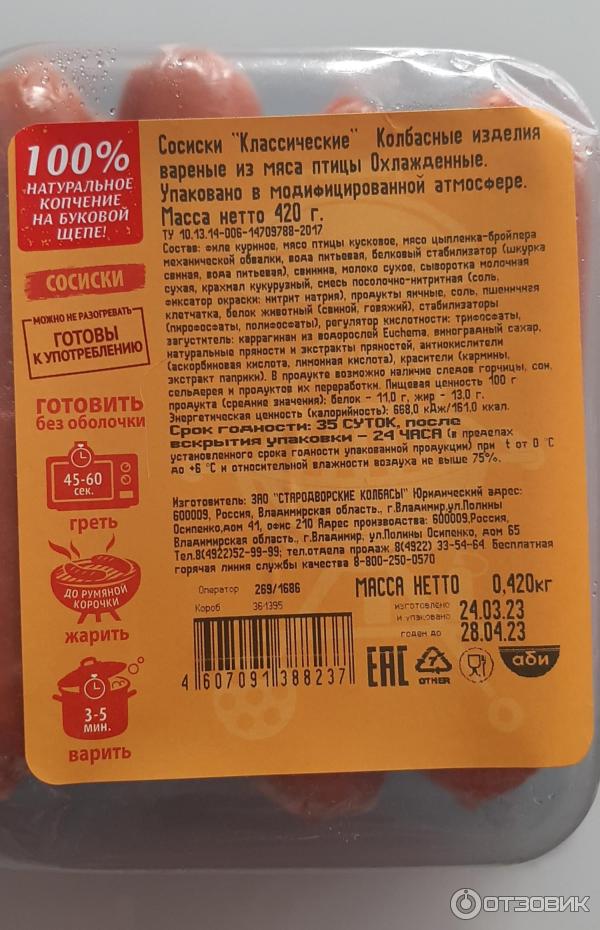 100%
НАТУРАЛЬНОЕ
КОПЧЕНИЕ
НА БУКОВОЙ
ЩЕПЕ!
СОСИСКИ
МОЖНО НЕ РАЗОГРЕВАТЬ
ГОТОВЫ
К УПОТРЕБЛЕНИЮ
ГОТОВИТЬ
БЕЗ ОБОЛОЧКИ
45-60
СЕК.
ГРЕТЬ
ДО РУМЯНОЙ
КОРОЧКИ
ЖАРИТЬ
3-5
МИН.
ВАРИТЬ
Сосиски "Классические" Колбасные изделия
вареные из мяса птицы Охлажденные.
Упаковано в модифицированной атмосфере.
Масса нетто 420 г.
ТУ 10.13.14-006-14709788-2017
Состав: филе куриное, мясо птицы кусковое, мясо цыпленка-бройлера
механической обвалки, вода питьевая, белковый стабилизатор (шкурка
свиная, вода питьевая), свинина, молоко сухое, сыворотка молочная
сухая, крахмал кукурузный, смесь посолочно-нитритная (соль,
фиксатор окраски: нитрит натрия), продукты яичные, соль, пшеничная
клетчатка, белок животный (свиной, говяжий), стабилизаторы
(пирофосфаты, полифосфаты), регулятор кислотности: трифосфаты,
загуститель: каррагинан из водорослей Euchema, виноградный сахар,
натуральные пряности и экстракты пряностей, антиокислители
(аскорбиновая кислота, лимонная кислота), красители (кармины,
экстракт паприки). В продукте возможно наличие следов горчицы, сои,
сельдерея и продуктов их переработки. Пищевая ценность 100 г
продукта (средние значения): белок - 11,0 г, жир - 13,0 г.
Энергетическая ценность (калорийность): 668,0 кДж/161,0 ккал.
Срок годности: 35 СУТОК, после
вскрытия упаковки - 24 ЧАСА (в пределах
установленного срока годности упакованной продукции) при t от 0 °С
до +6 °С и относительной влажности воздуха не выше 75%.
Изготовитель: ЗАО "СТАРОДВОРСКИЕ КОЛБАСЫ" Юридический адрес:
600009, Россия, Владимирская область., г.Владимир,ул.Полины
Осипенко,дом 41, офис 210 Адрес производства: 600009,Россия,
Владимирская область., г.Владимир, ул.Полины Осипенко, дом 65
Тел.8(4922)52-99-99; тел.отдела продаж 8(4922) 33-54-64 Бесплатная
горячая линия службы качества 8-800-250-0570
Оператор 269/1686 МАССА НЕТТО 0,420кг
Короб 361395
ИЗГОТОВЛЕНО
И УПАКОВАНО 24.03.23
ГОДЕН ДО 28.04.23
4 607091 388237
EAC
7
OTHER
аби
ОТЗОВИК